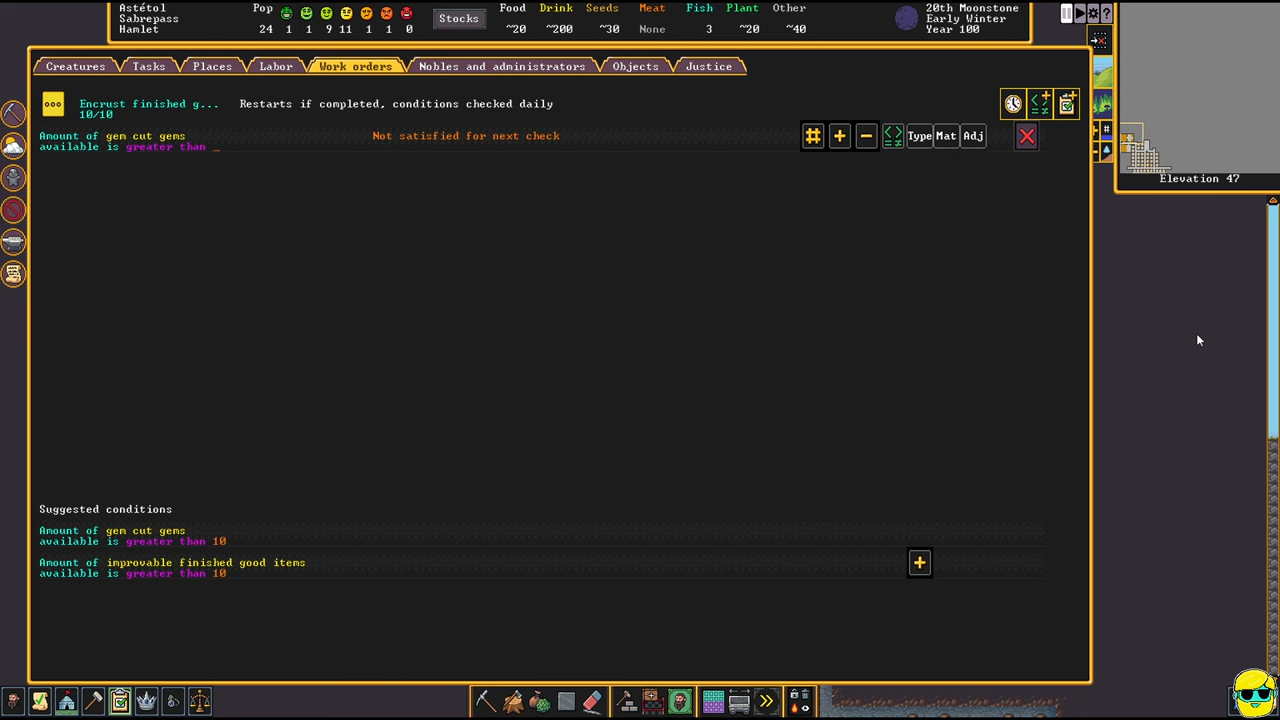 Astétol Pop Stocks Food Drink Seeds Meat Fish Plant Other 20th Moonstone
Sabrepass Early Winter
Hamlet 24 1 1 9 11 1 1 0 ~20 ~200 ~30 None 3 ~20 ~40 Year 100
Creatures Tasks Places Labor Work orders Nobles and administrators Objects Justice
Encrust finished g... Restarts if completed, conditions checked daily
10/10
Amount of gem cut gems Not satisfied for next check
available is greater than _
Type Mat Adj
Elevation 47
Suggested conditions
Amount of gem cut gems
available is greater than 10
Amount of improvable finished good items
available is greater than 10